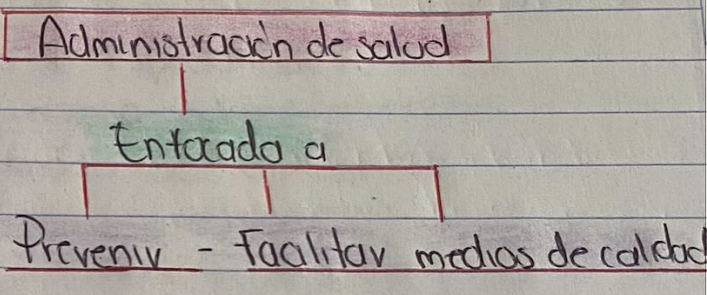 Administración de salud
Enfocado a
Prevenir - Facilitar medios de calidad